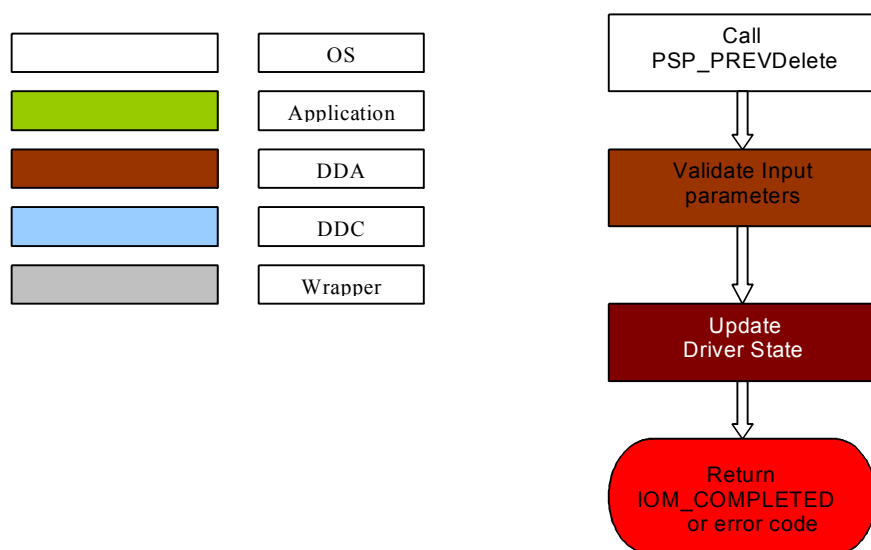 OS
Application
DDA
DDC
Wrapper
Call
PSP_PREVDelete
Validate Input
parameters
Update
Driver State
Return
IOM_COMPLETED
or error code